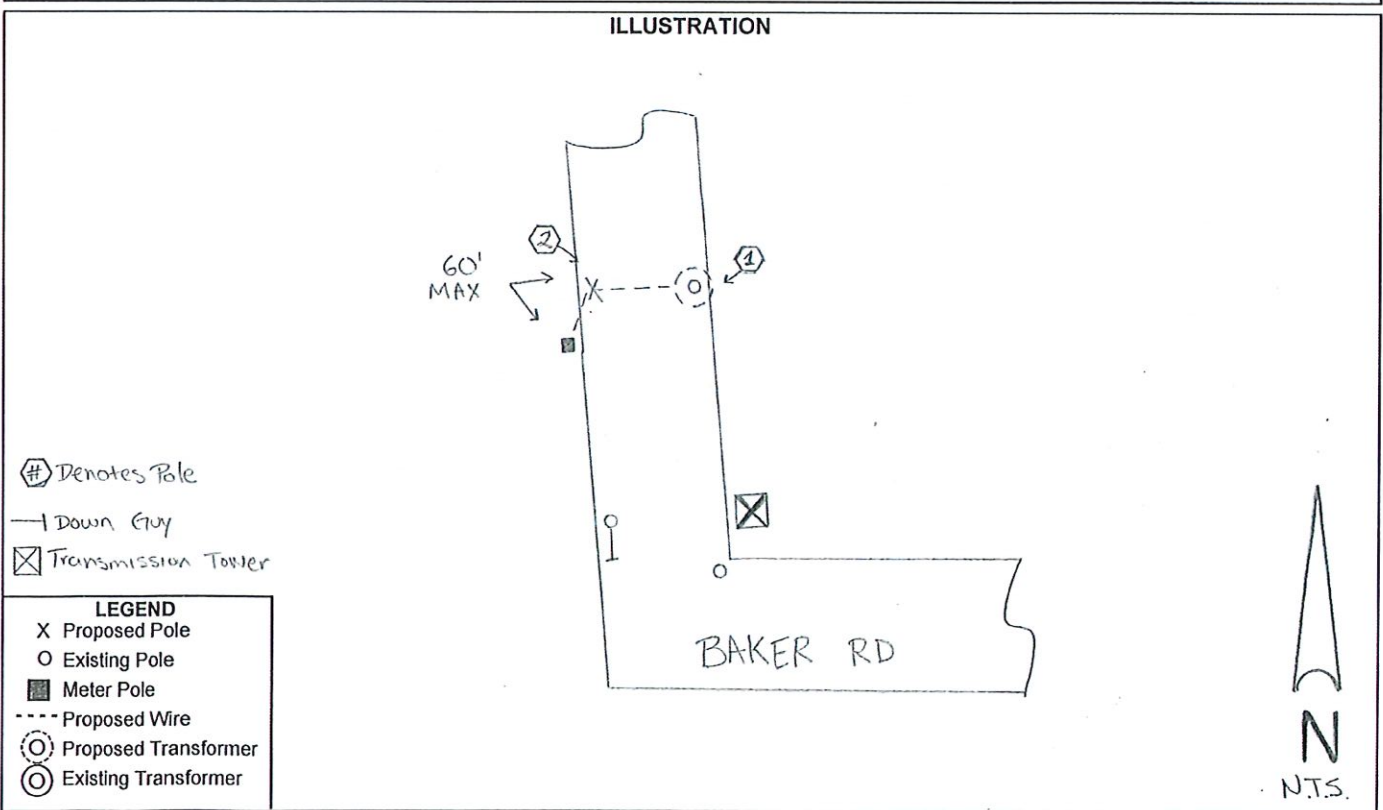 ILLUSTRATION
2
1
60'
MAX
X
# Denotes Pole
Down Guy
Transmission Tower
LEGEND
X Proposed Pole
O Existing Pole
Meter Pole
Proposed Wire
Proposed Transformer
Existing Transformer
BAKER RD
N
N.T.S.